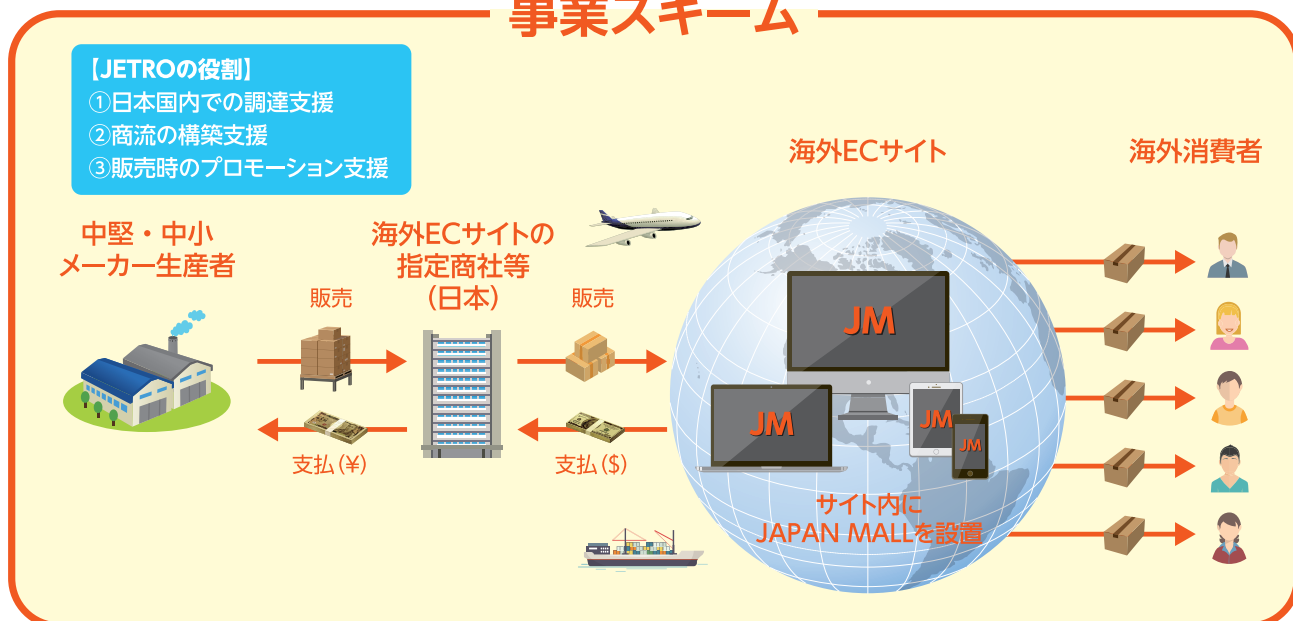 事業スキーム
【JETROの役割】
①日本国内での調達支援
②商流の構築支援
③販売時のプロモーション支援
中堅・中小
メーカー生産者
販売
支払(¥)
海外ECサイトの
指定商社等
(日本)
販売
支払($)
海外ECサイト
JM
JM
JM
JM
サイト内に
JAPAN MALLを設置
海外消費者